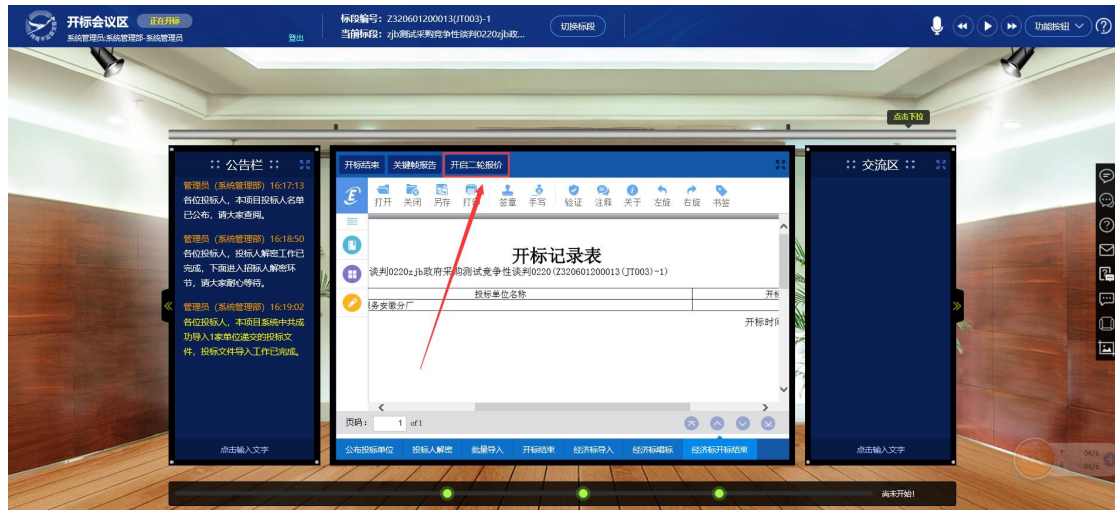 开标会议区 正在开标
系统管理员-系统管理部-系统管理员 登出
标段编号：Z320601200013(JT003)-1
当前标段：zjb测试采购竞争性谈判0220zjb政...
切换标段
功能按钮
点击下拉
:: 公告栏 ::
管理员（系统管理部）16:17:13
各位投标人，本项目投标人名单
已公布，请大家查阅。
管理员（系统管理部）16:18:50
各位投标人，投标人解密工作已
完成，下面进入招标人解密环
节，请大家耐心等待。
管理员（系统管理部）16:19:02
各位投标人，本项目系统中共成
功导入1家单位递交的投标文
件，投标文件导入工作已完成。
点击输入文字
开标结束 关键帧报告 开启二轮报价
打开 关闭 另存 打印 签章 手写 验证 注释 关于 左旋 右旋 书签
开标记录表
谈判0220zjb政府采购测试竞争性谈判0220(Z320601200013(JT003)-1)
投标单位名称 开标
服务安徽分厂
开标时间
页码： 1 of1
公布投标单位 投标人解密 批量导入 开标结束 经济标导入 经济标唱标 经济标开标结束
:: 交流区 ::
点击输入文字
尚未开始!